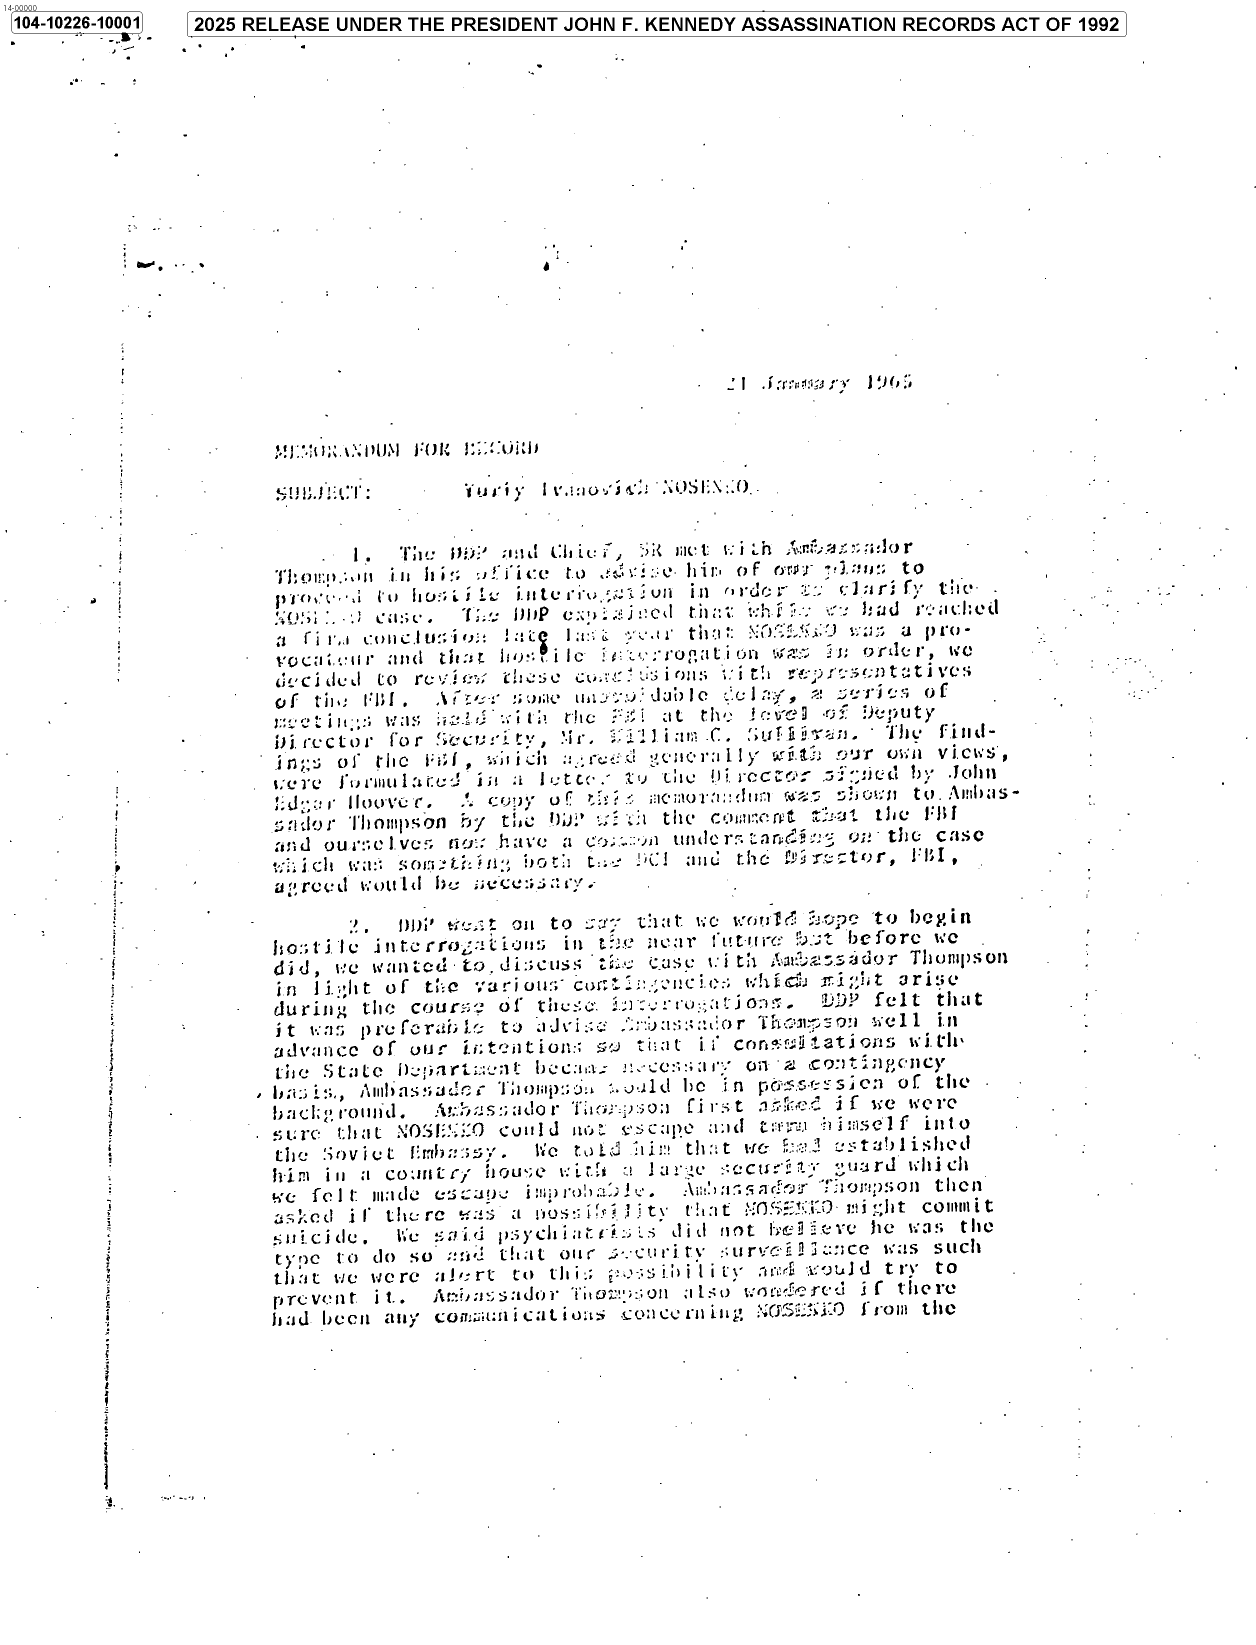 14-00000
104-10226-10001
2025 RELEASE UNDER THE PRESIDENT JOHN F. KENNEDY ASSASSINATION RECORDS ACT OF 1992
21 January 1965
MEMORANDUM FOR RECORD
SUBJECT: Yuriy Ivanovich NOSENKO
1. The DDP and Chief, SR met with Ambassador
Thompson in his office to advise him of our plans to
proceed to hostile interrogation in order to clarify the
NOSENKO case. The DDP explained that while we had reached
a firm conclusion late last year that NOSENKO was a pro-
vocateur and that hostile interrogation was in order, we
decided to review these conclusions with representatives
of the FBI. After some unavoidable delay, a series of
meetings was held with the FBI at the level of Deputy
Director for Security, Mr. William C. Sullivan. The find-
ings of the FBI, which agreed generally with our own views,
were formulated in a letter to the Director signed by John
Edgar Hoover. A copy of this memorandum was shown to Ambas-
sador Thompson by the DDP with the comment that the FBI
and ourselves now have a common understanding on the case
which was something both the DCI and the Director, FBI,
agreed would be necessary.
2. DDP went on to say that we would hope to begin
hostile interrogations in the near future but before we
did, we wanted to discuss the case with Ambassador Thompson
in light of the various contingencies which might arise
during the course of these interrogations. DDP felt that
it was preferable to advise Ambassador Thompson well in
advance of our intentions so that if consultations with
the State Department became necessary on a contingency
basis, Ambassador Thompson would be in possession of the
background. Ambassador Thompson first asked if we were
sure that NOSENKO could not escape and turn himself into
the Soviet Embassy. We told him that we had established
him in a country house with a large security guard which
we felt made escape improbable. Ambassador Thompson then
asked if there was a possibility that NOSENKO might commit
suicide. We said psychiatrists did not believe he was the
type to do so and that our security surveillance was such
that we were alert to this possibility and would try to
prevent it. Ambassador Thompson also wondered if there
had been any communications concerning NOSENKO from the